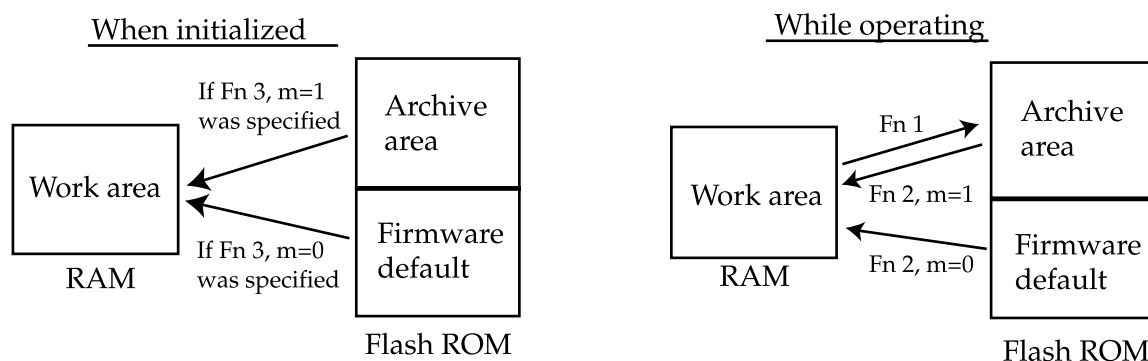 When initialized
If Fn 3, m=1
was specified
Archive
area
Work area
RAM
If Fn 3, m=0
was specified
Firmware
default
Flash ROM
While operating
Fn 1
Archive
area
Work area
Fn 2, m=1
RAM
Fn 2, m=0
Firmware
default
Flash ROM